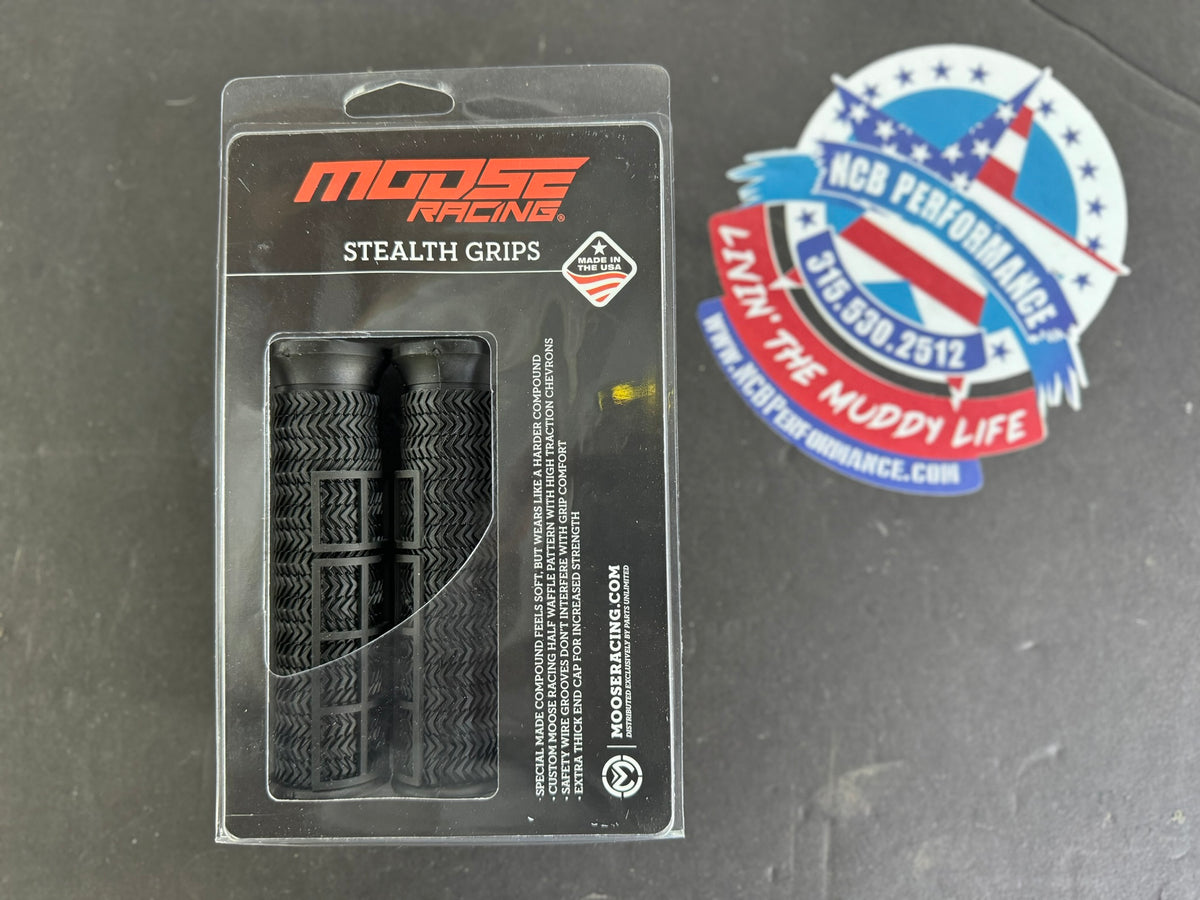 MOOSE
RACING®
STEALTH GRIPS
MADE IN
THE USA
·SPECIAL MADE COMPOUND FEELS SOFT, BUT WEARS LIKE A HARDER COMPOUND
· CUSTOM MOOSE RACING HALF WAFFLE PATTERN WITH HIGH TRACTION CHEVRONS
· SAFETY WIRE GROOVES DON'T INTERFERE WITH GRIP COMFORT
· EXTRA THICK END CAP FOR INCREASED STRENGTH
MOOSERACING.COM
DISTRIBUTED EXCLUSIVELY BY PARTS UNLIMITED
NCB PERFORMANCE
315.530.2512
LIVIN' THE MUDDY LIFE
WWW.NCBPERFORMANCE.COM